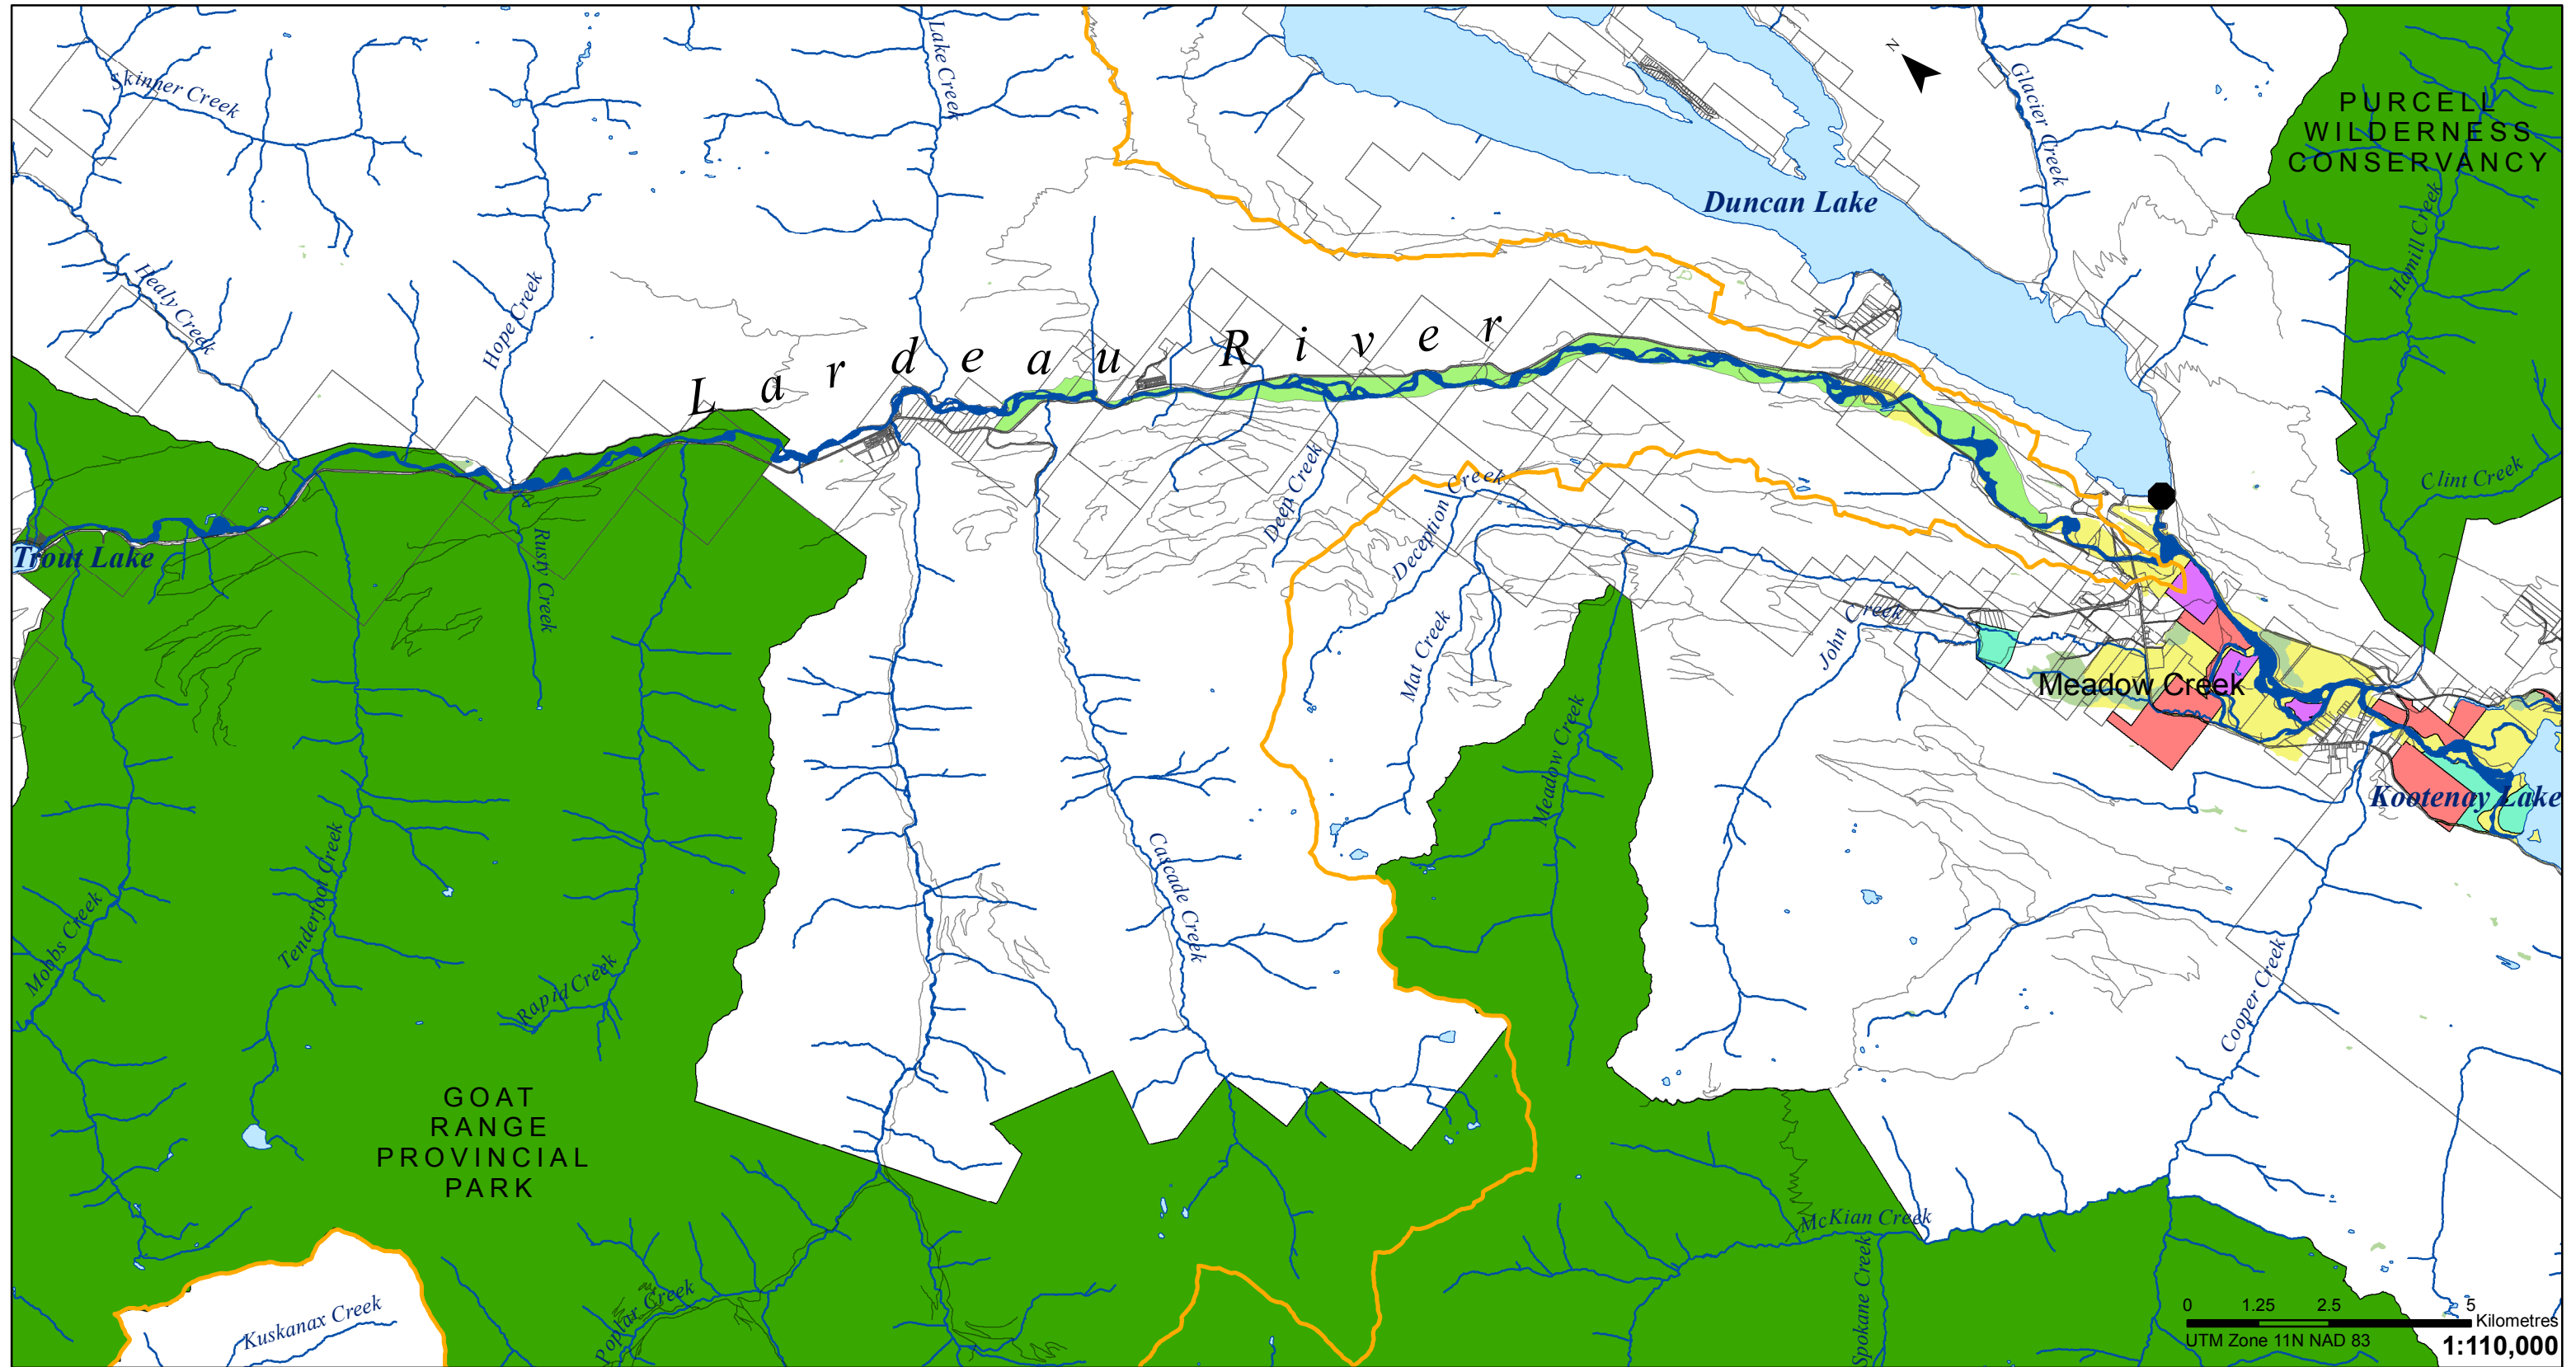 Skinner Creek
Lake Creek
N
Glacier Creek
PURCELL
WILDERNESS
CONSERVANCY
Duncan Lake
Hamill Creek
Healy Creek
Hope Creek
Lardeau River
Clint Creek
Deep Creek
Deception Creek
Trout Lake
Rusty Creek
John Creek
Mat Creek
Meadow Creek
Meadow Creek
Kootenay Lake
Tenderfoot Creek
Cascade Creek
Mobbs Creek
Rapid Creek
Cooper Creek
GOAT
RANGE
PROVINCIAL
PARK
McKian Creek
Spokane Creek
Poplar Creek
Kuskanax Creek
0 1.25 2.5 5
Kilometres
UTM Zone 11N NAD 83
1:110,000